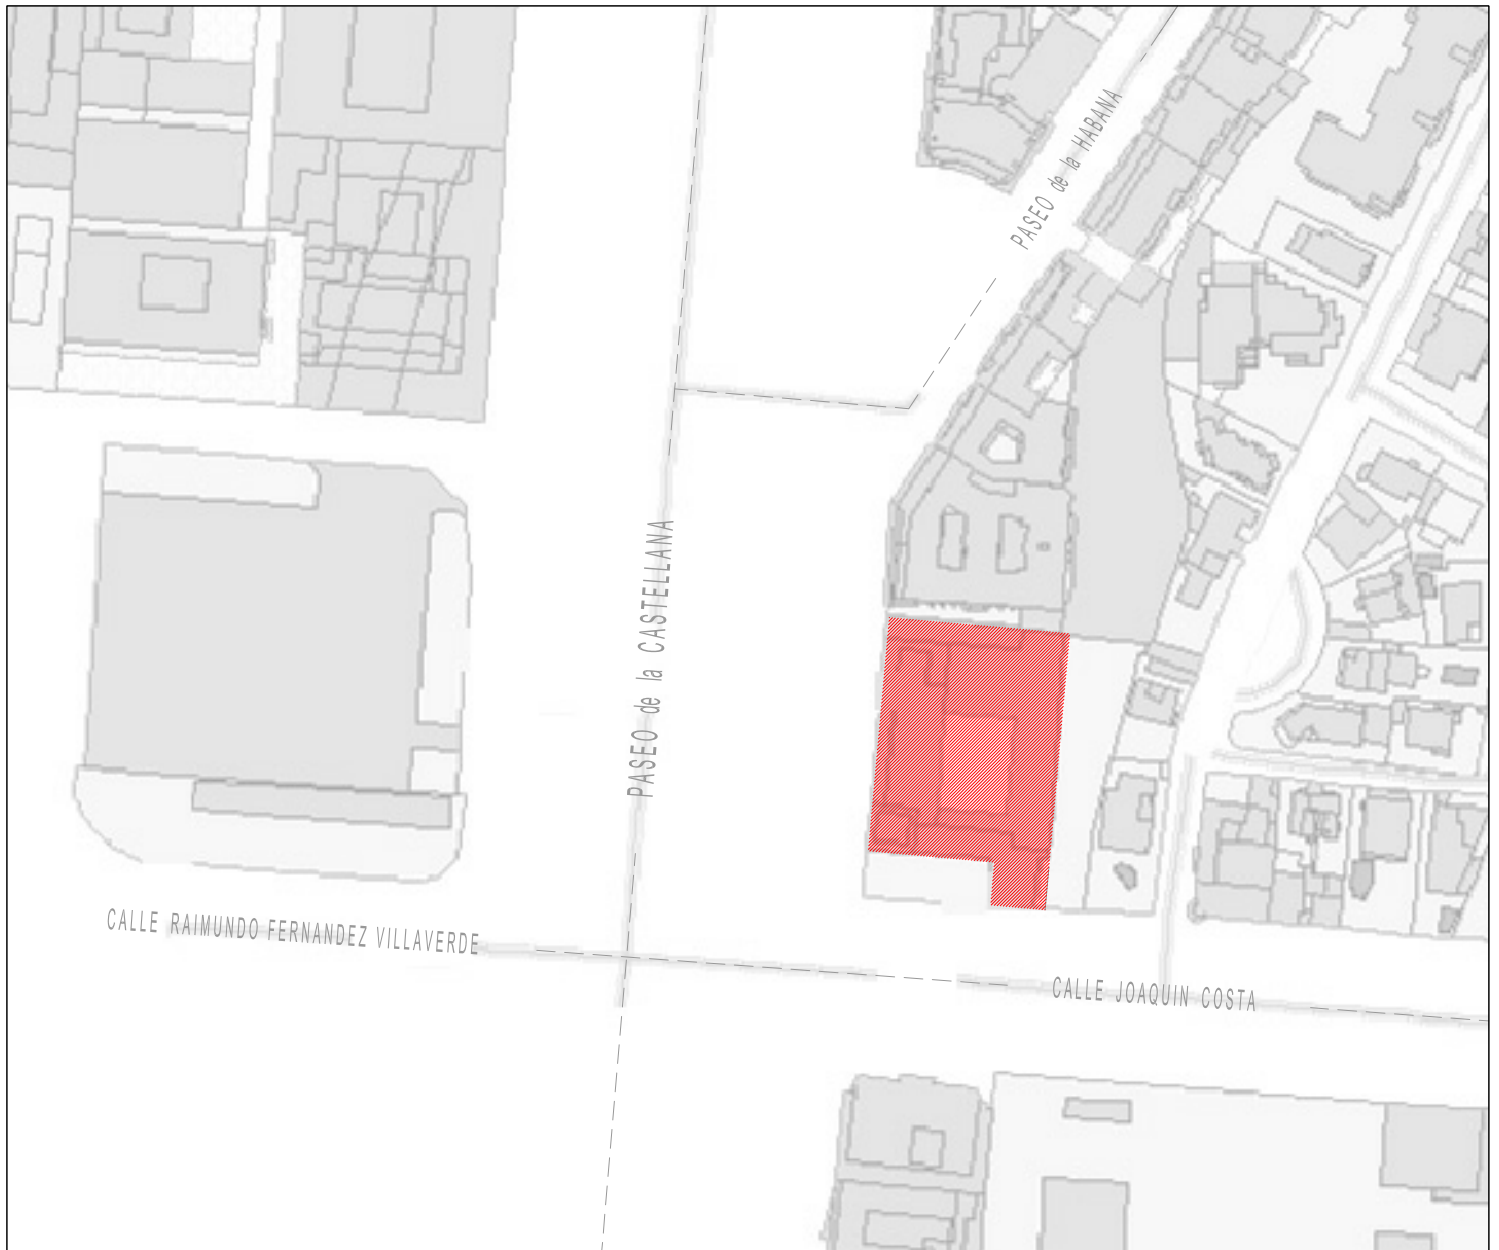 PASEO de la HABANA
PASEO de la CASTELLANA
CALLE RAIMUNDO FERNANDEZ VILLAVERDE
CALLE JOAQUIN COSTA